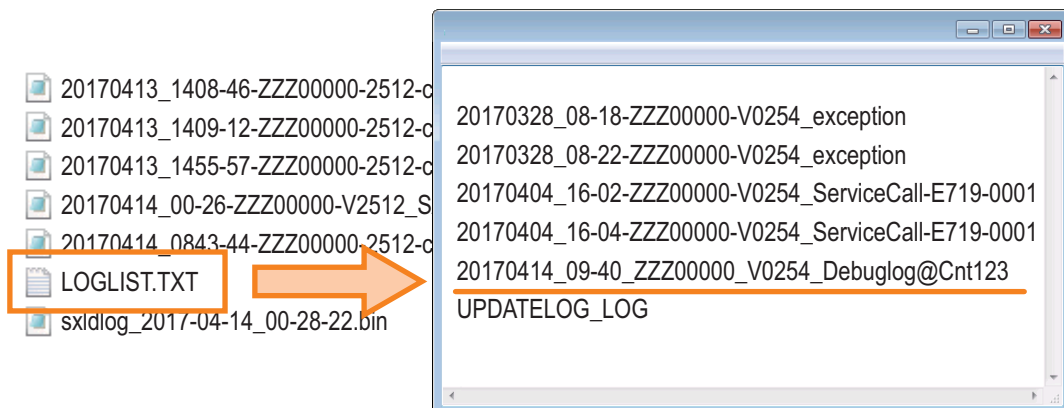 20170413_1408-46-ZZZ00000-2512-c
20170413_1409-12-ZZZ00000-2512-c
20170413_1455-57-ZZZ00000-2512-c
20170414_00-26-ZZZ00000-V2512_S
20170414_0843-44-ZZZ00000-2512-c
LOGLIST.TXT
sxldlog_2017-04-14_00-28-22.bin
20170328_08-18-ZZZ00000-V0254_exception
20170328_08-22-ZZZ00000-V0254_exception
20170404_16-02-ZZZ00000-V0254_ServiceCall-E719-0001
20170404_16-04-ZZZ00000-V0254_ServiceCall-E719-0001
20170414_09-40_ZZZ00000_V0254_Debuglog@Cnt123
UPDATELOG_LOG